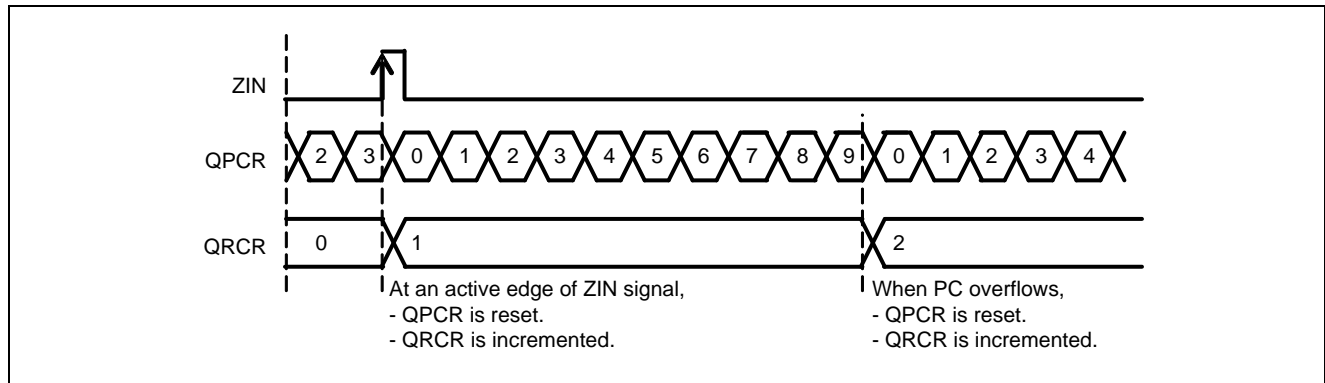 ZIN
QPCR 2 3 0 1 2 3 4 5 6 7 8 9 0 1 2 3 4
QRCR 0 1 2
At an active edge of ZIN signal,
- QPCR is reset.
- QRCR is incremented.
When PC overflows,
- QPCR is reset.
- QRCR is incremented.